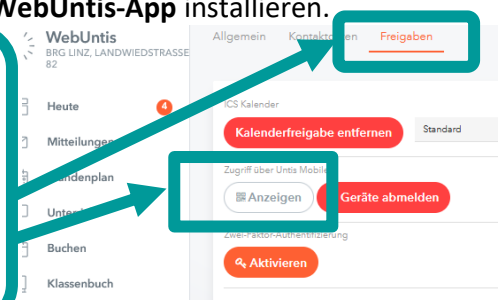 WebUntis-App installieren.
WebUntis
BRG LINZ, LANDWIEDSTRASSE
82
Allgemein
Freigaben
Heute
4
ICS Kalender
Kalenderfreigabe entfernen
Standard
Mitteilungen
Zugriff über Untis Mobile
Anzeigen
Geräte abmelden
Zwei-Faktor-Authentifizierung
Buchen
Aktivieren
Klassenbuch